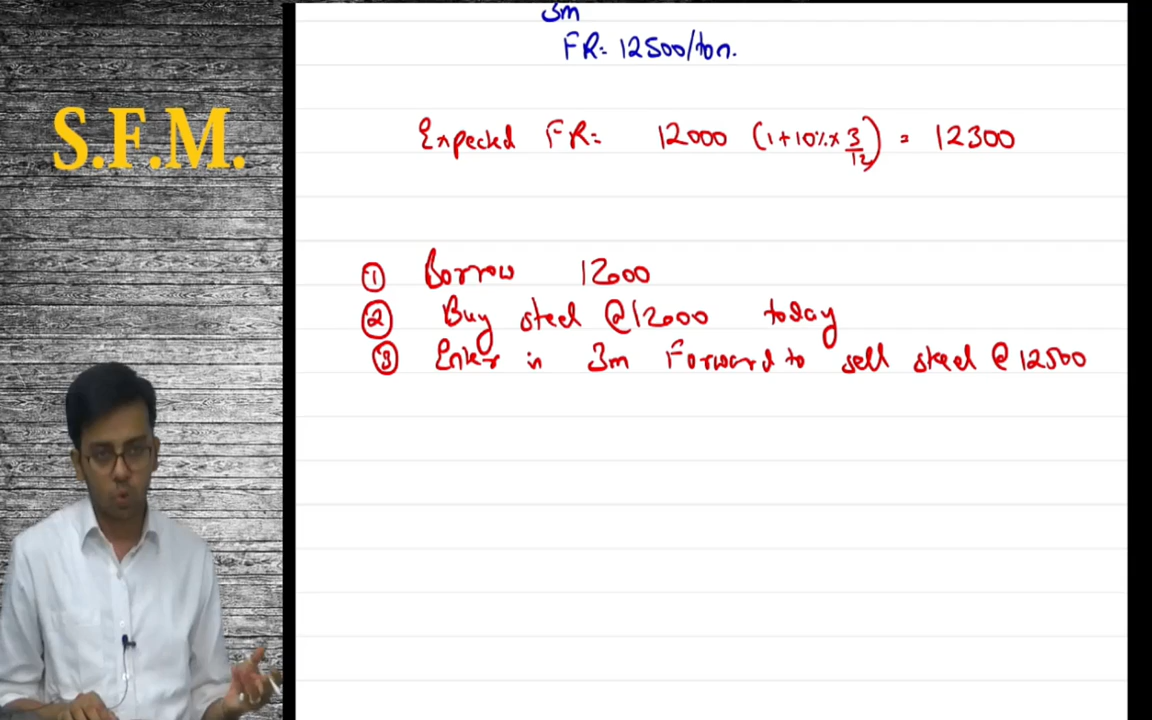 S.F.M.
3m
FR= 12500/ton.
Expected FR= 12000 (1+10%×3/12) = 12300
① Borrow 12000
② Buy steel @12000 today
③ Enter in 3m Forward to sell steel @ 12500